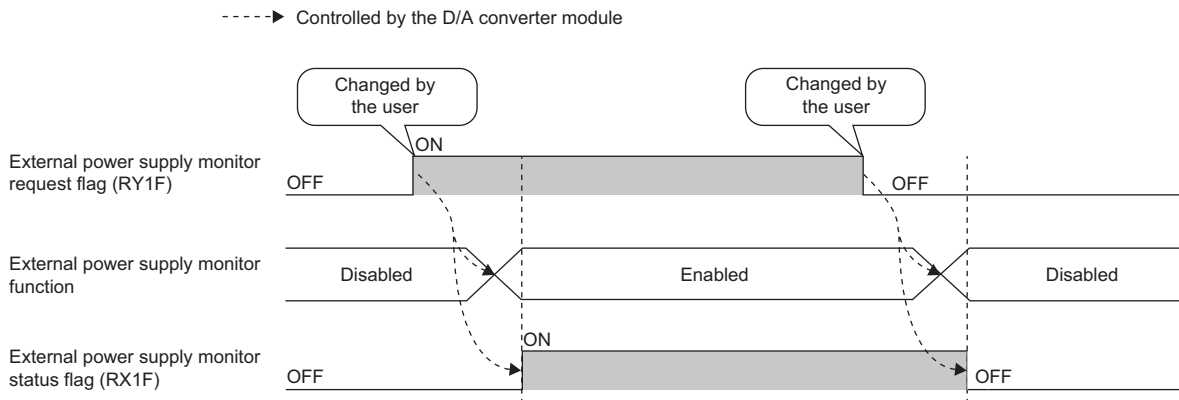 Controlled by the D/A converter module
Changed by
the user
Changed by
the user
External power supply monitor
request flag (RY1F)
OFF
ON
OFF
External power supply monitor
function
Disabled
Enabled
Disabled
External power supply monitor
status flag (RX1F)
OFF
ON
OFF